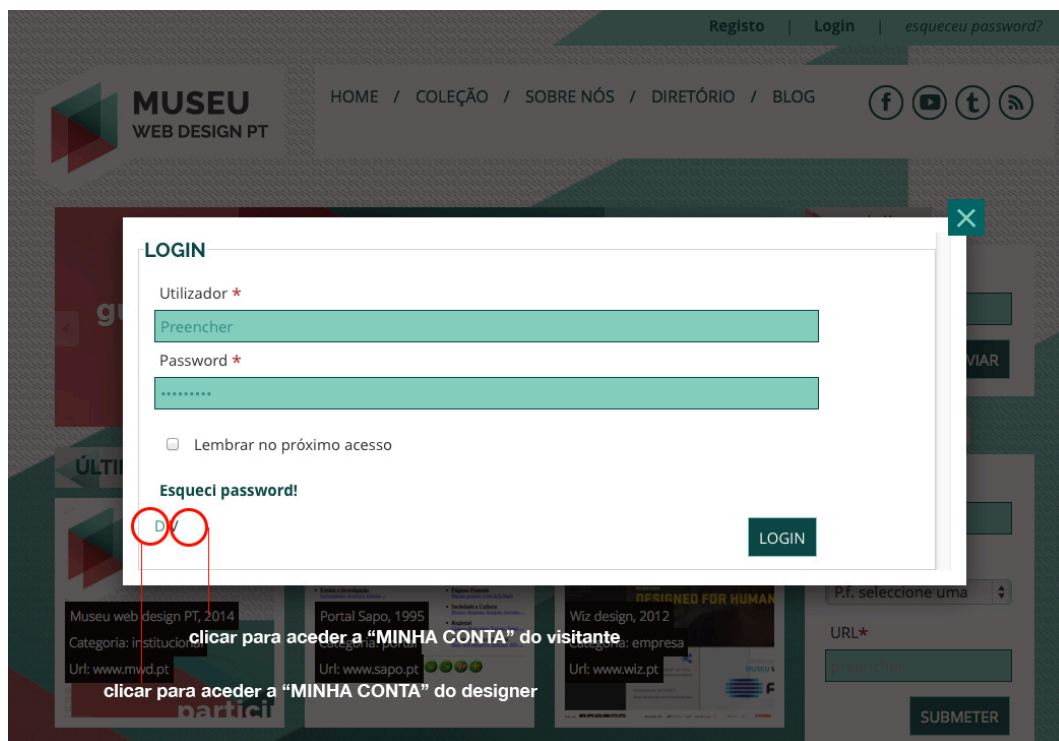 Registo | Login | esqueceu password?
MUSEU
WEB DESIGN PT
HOME / COLEÇÃO / SOBRE NÓS / DIRETÓRIO / BLOG
LOGIN
Utilizador *
Preencher
VIAR
Password *
•••••••••
Lembrar no próximo acesso
ÚLTI
Esqueci password!
D/V
LOGIN
Museu web design PT, 2014
Categoria: institucional
Url: www.mwd.pt
partici
Portal Sapo, 1995
Categoria: portal
Url: www.sapo.pt
DESIGNED FOR HUMAN
Wiz design, 2012
Categoria: empresa
Url: www.wiz.pt
P.f. seleccione uma
URL*
preencher
SUBMETER
clicar para aceder a “MINHA CONTA” do visitante
clicar para aceder a “MINHA CONTA” do designer